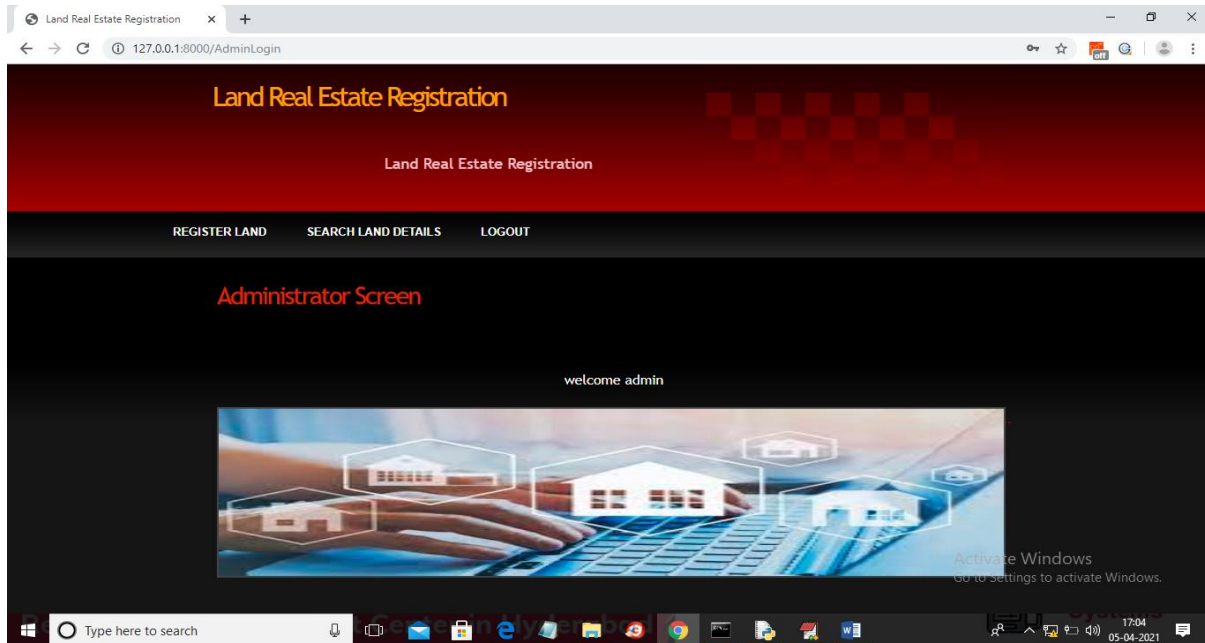 Land Real Estate Registration
127.0.0.1:8000/AdminLogin
off
Land Real Estate Registration
Land Real Estate Registration
REGISTER LAND SEARCH LAND DETAILS LOGOUT
Administrator Screen
welcome admin
Activate Windows
Go to Settings to activate Windows.
Type here to search
17:04
05-04-2021